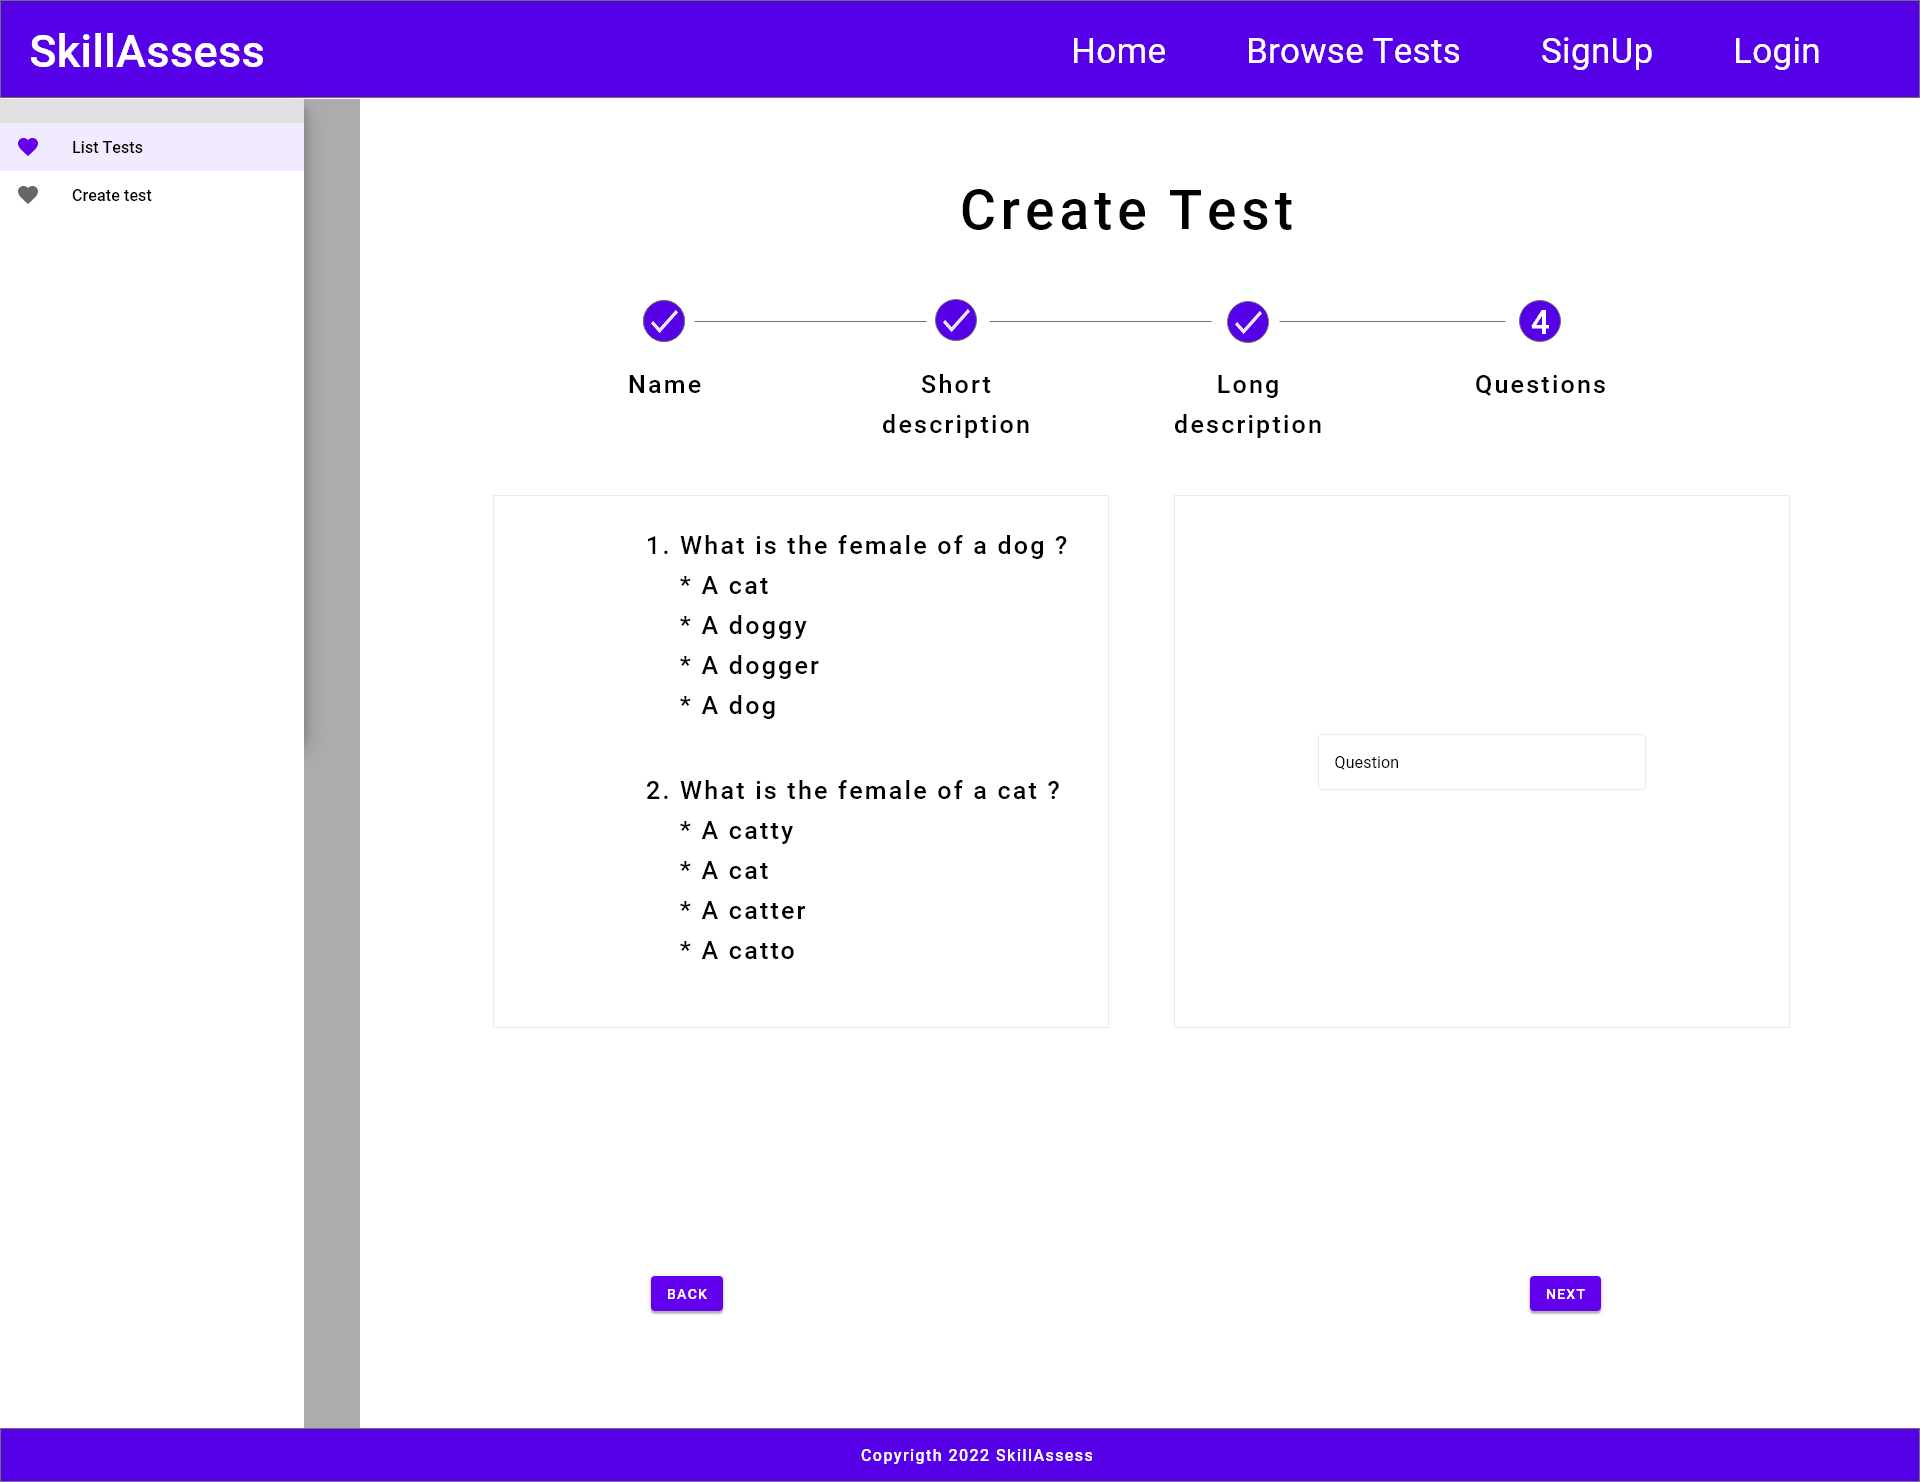 SkillAssess
Home Browse Tests SignUp Login
List Tests
Create test
Create Test
4
Name
Short
description
Long
description
Questions
1. What is the female of a dog ?
* A cat
* A doggy
* A dogger
* A dog
2. What is the female of a cat ?
* A catty
* A cat
* A catter
* A catto
Question
BACK
NEXT
Copyrigth 2022 SkillAssess